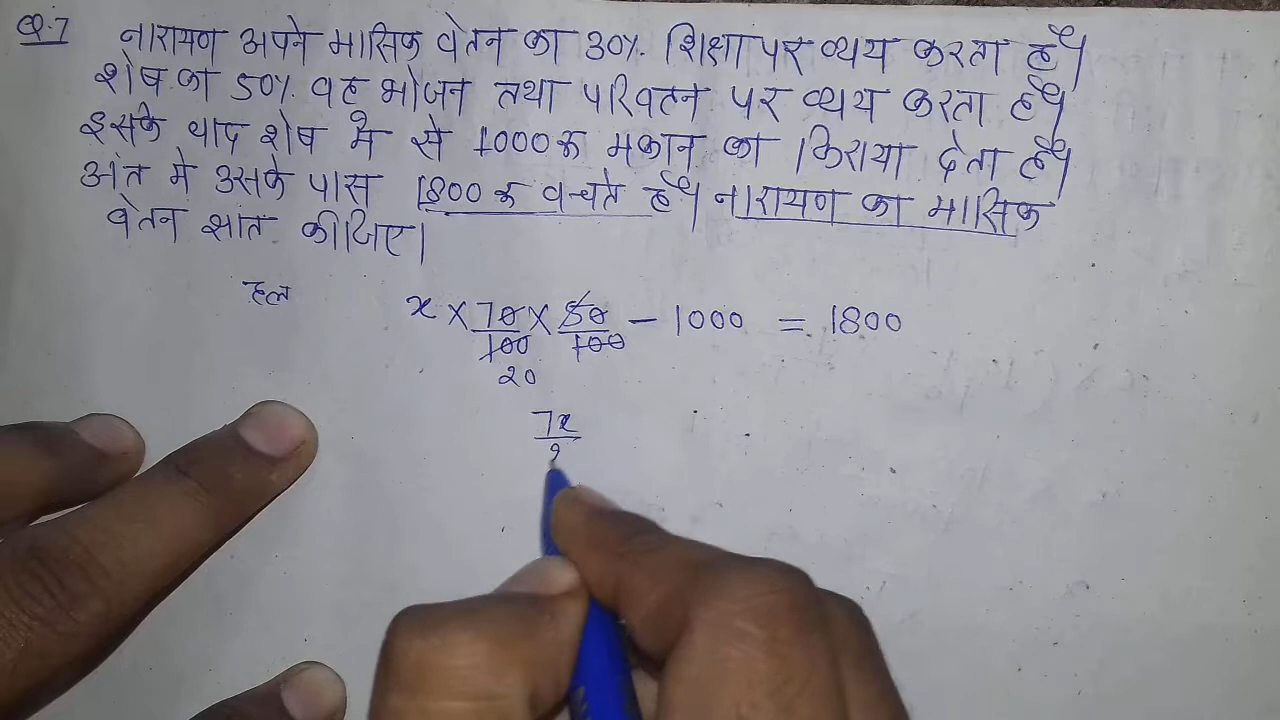 Q.7 नारायण अपने मासिक वेतन का 30%. शिक्षा पर व्यय करता है।
शेष का 50%. वह भोजन तथा परिवहन पर व्यय करता है।
इसके बाद शेष में से 1000 रु मकान का किराया देता है।
अंत मे उसके पास 1800 रु बचते है। नारायण का मासिक
वेतन ज्ञात कीजिए।
हल x × 70/100 × 50/100 - 1000 = 1800
20
7x/2